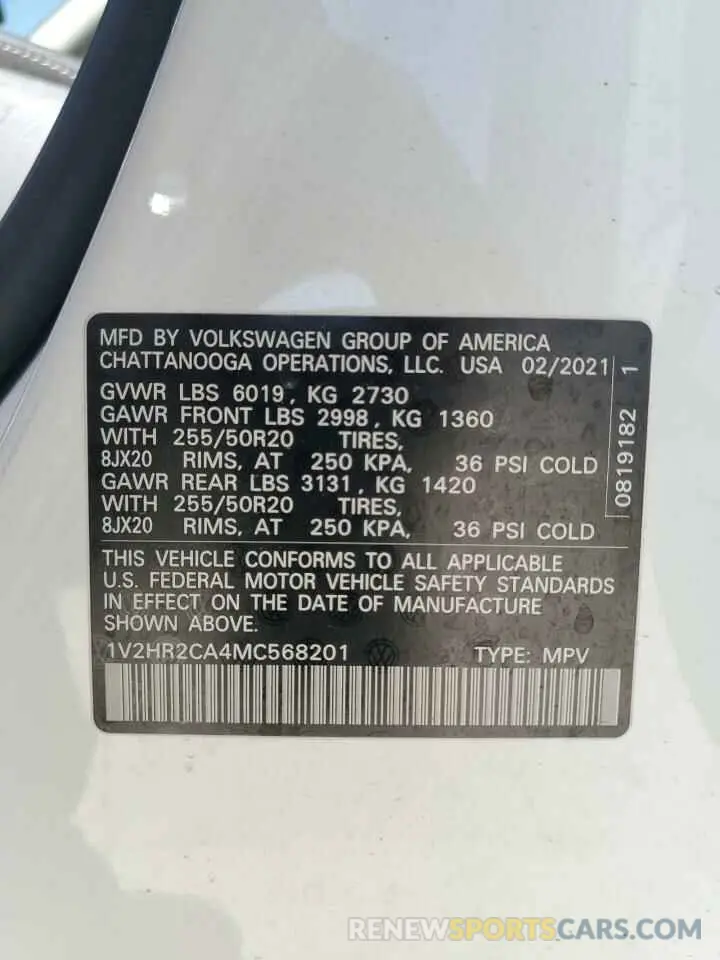 MFD BY VOLKSWAGEN GROUP OF AMERICA
CHATTANOOGA OPERATIONS, LLC. USA 02/2021
GVWR LBS 6019, KG 2730
GAWR FRONT LBS 2998, KG 1360
WITH 255/50R20 TIRES,
8JX20 RIMS, AT 250 KPA, 36 PSI COLD
GAWR REAR LBS 3131, KG 1420
WITH 255/50R20 TIRES,
8JX20 RIMS, AT 250 KPA, 36 PSI COLD
0819182 1
THIS VEHICLE CONFORMS TO ALL APPLICABLE
U.S. FEDERAL MOTOR VEHICLE SAFETY STANDARDS
IN EFFECT ON THE DATE OF MANUFACTURE
SHOWN ABOVE.
1V2HR2CA4MC568201 TYPE: MPV
RENEWSPORTSCARS.COM